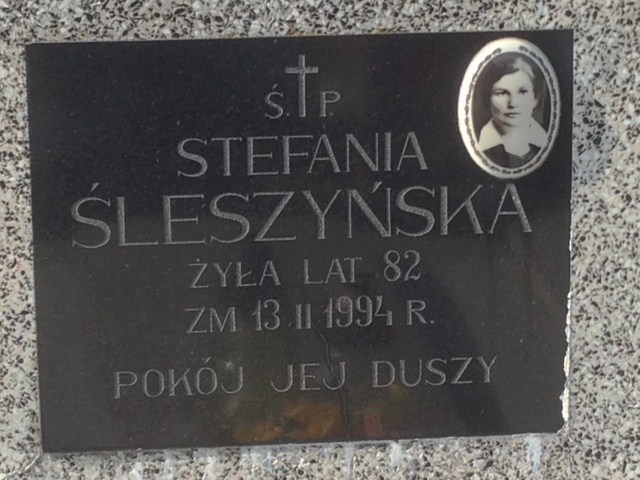 Ś. P.
STEFANIA
ŚLESZYŃSKA
ŻYŁA LAT 82
ZM. 13 II 1994 R.
POKÓJ JEJ DUSZY